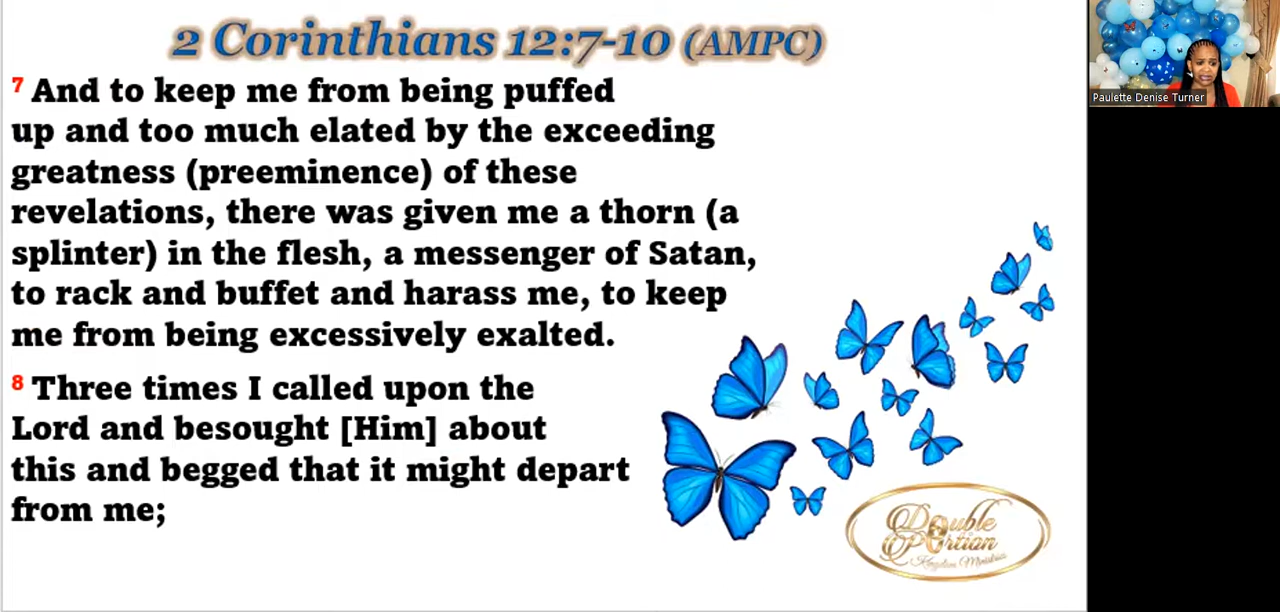 2 Corinthians 12:7-10 (AMPC)
7 And to keep me from being puffed
up and too much elated by the exceeding
greatness (preeminence) of these
revelations, there was given me a thorn (a
splinter) in the flesh, a messenger of Satan,
to rack and buffet and harass me, to keep
me from being excessively exalted.
8 Three times I called upon the
Lord and besought [Him] about
this and begged that it might depart
from me;
Double
Portion
Kingdom Ministries
Paulette Denise Turner